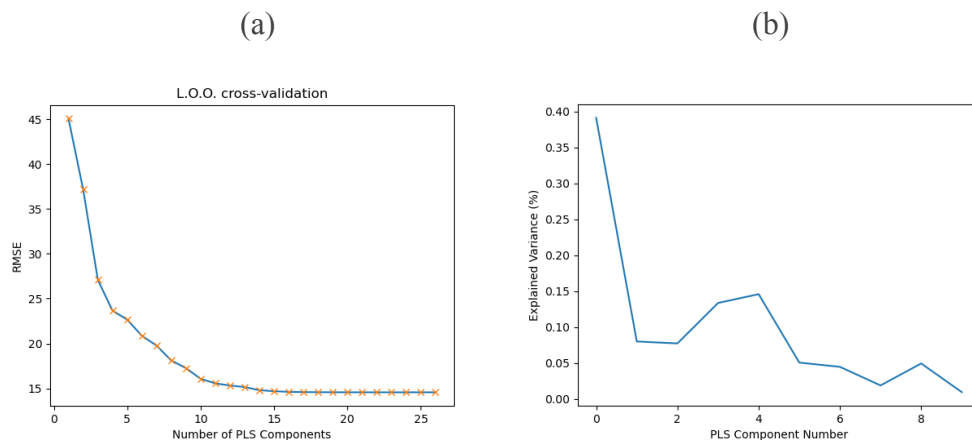 (a)
L.O.O. cross-validation
45
40
35
30
25
20
15
RMSE
0 5 10 15 20 25
Number of PLS Components
(b)
0.40
0.35
0.30
0.25
0.20
0.15
0.10
0.05
0.00
Explained Variance (%)
0 2 4 6 8
PLS Component Number